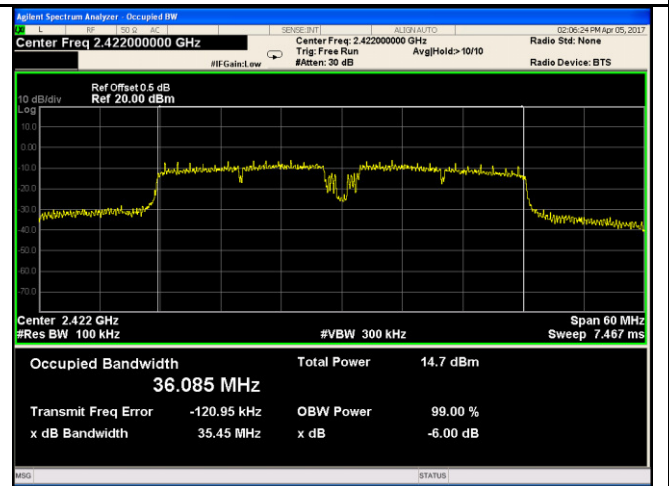 Agilent Spectrum Analyzer - Occupied BW
L RF 50 Ω AC SENSE:INT ALIGN AUTO 02:06:24 PM Apr 05, 2017
Center Freq 2.422000000 GHz
Center Freq: 2.422000000 GHz Radio Std: None
Trig: Free Run Avg|Hold:> 10/10
#IFGain:Low #Atten: 30 dB Radio Device: BTS
Ref Offset 0.5 dB
10 dB/div Ref 20.00 dBm
Log
10.0
0.00
-10.0
-20.0
-30.0
-40.0
-50.0
-60.0
-70.0
Center 2.422 GHz Span 60 MHz
#Res BW 100 kHz #VBW 300 kHz Sweep 7.467 ms
Occupied Bandwidth Total Power 14.7 dBm
36.085 MHz
Transmit Freq Error -120.95 kHz OBW Power 99.00 %
x dB Bandwidth 35.45 MHz x dB -6.00 dB
MSG STATUS